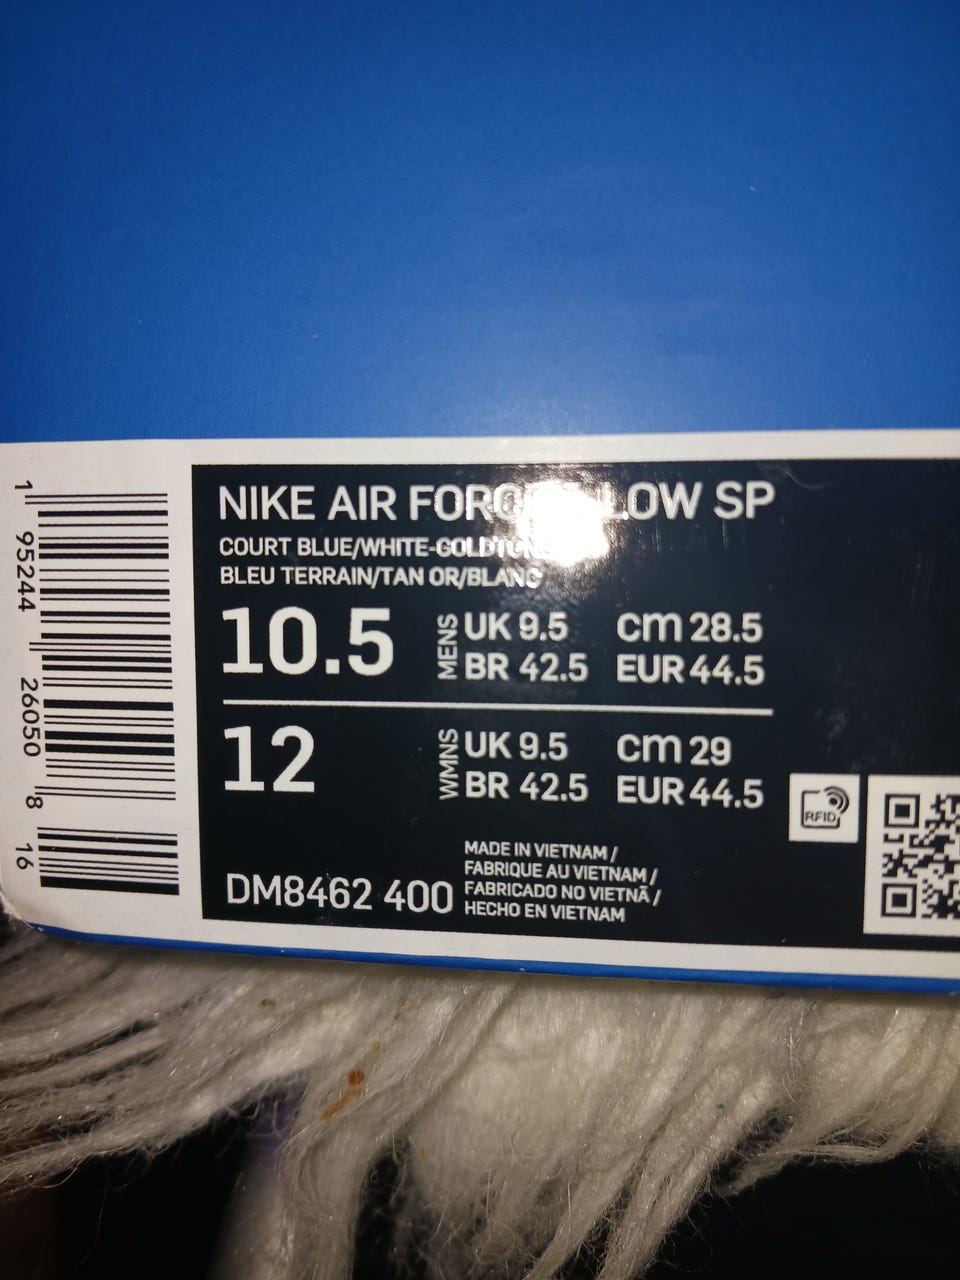 NIKE AIR FORCE LOW SP
COURT BLUE/WHITE-GOLDTONE
BLEU TERRAIN/TAN OR/BLANC
10.5
MENS
UK 9.5 cm 28.5
BR 42.5 EUR 44.5
12
WMNS
UK 9.5 cm 29
BR 42.5 EUR 44.5
RFID
MADE IN VIETNAM /
FABRIQUE AU VIETNAM /
FABRICADO NO VIETNÃ /
HECHO EN VIETNAM
DM8462 400
1 95244 26050 8 16